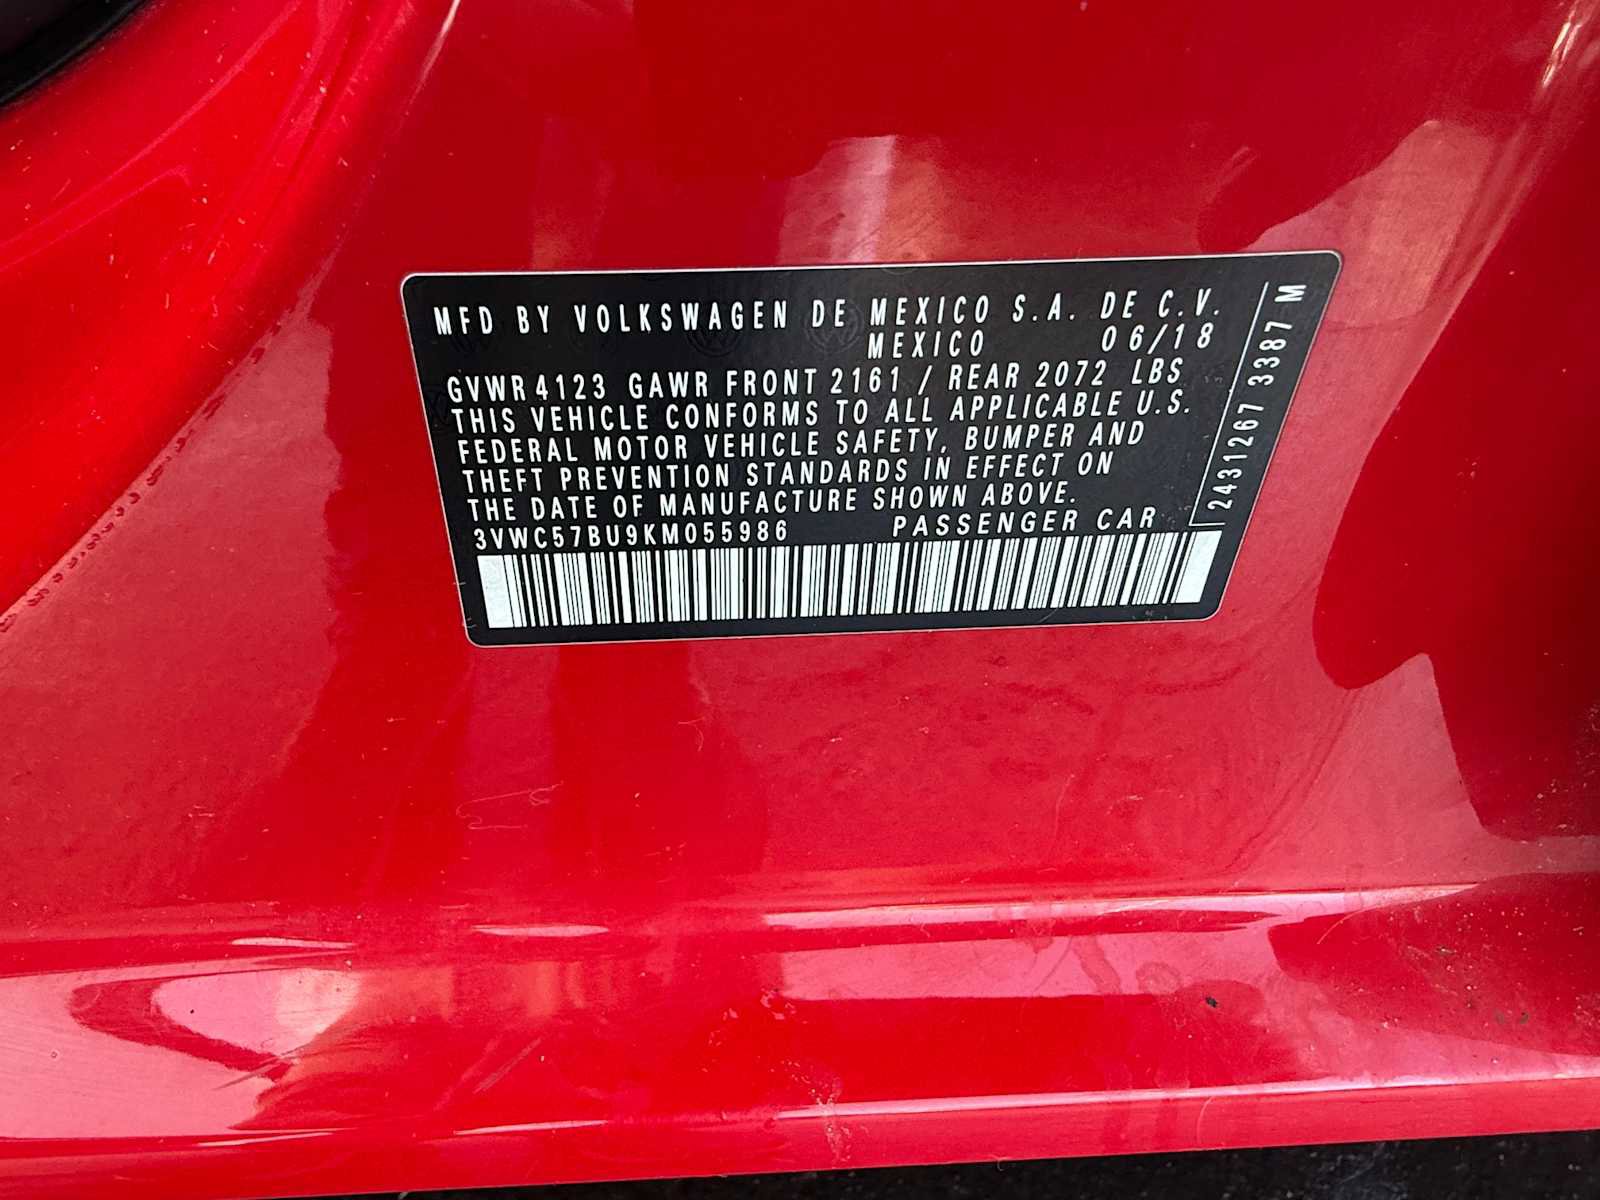 MFD BY VOLKSWAGEN DE MEXICO S.A. DE C.V.
MEXICO 06/18
GVWR 4123 GAWR FRONT 2161 / REAR 2072 LBS
THIS VEHICLE CONFORMS TO ALL APPLICABLE U.S.
FEDERAL MOTOR VEHICLE SAFETY, BUMPER AND
THEFT PREVENTION STANDARDS IN EFFECT ON
THE DATE OF MANUFACTURE SHOWN ABOVE.
3VWC57BU9KM055986 PASSENGER CAR
2431267 3387 M